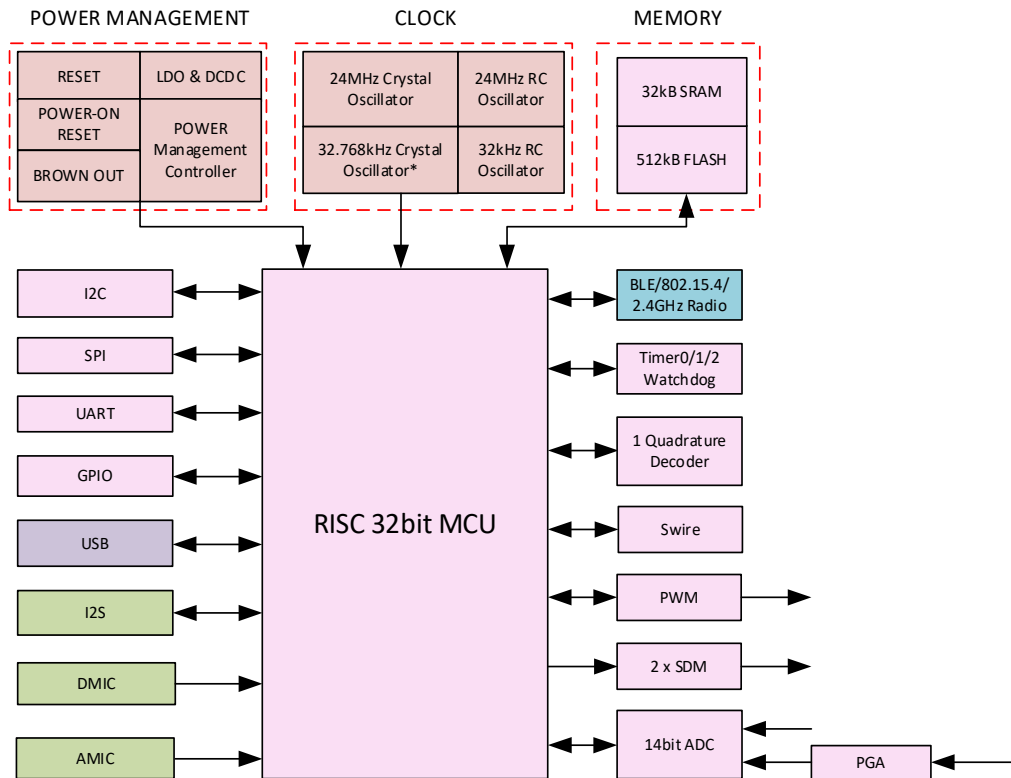 POWER MANAGEMENT
CLOCK
MEMORY
RESET
LDO & DCDC
POWER-ON
RESET
POWER
Management
Controller
BROWN OUT
24MHz Crystal
Oscillator
24MHz RC
Oscillator
32.768kHz Crystal
Oscillator*
32kHz RC
Oscillator
32kB SRAM
512kB FLASH
I2C
SPI
UART
GPIO
USB
I2S
DMIC
AMIC
RISC 32bit MCU
BLE/802.15.4/
2.4GHz Radio
Timer0/1/2
Watchdog
1 Quadrature
Decoder
Swire
PWM
2 x SDM
14bit ADC
PGA